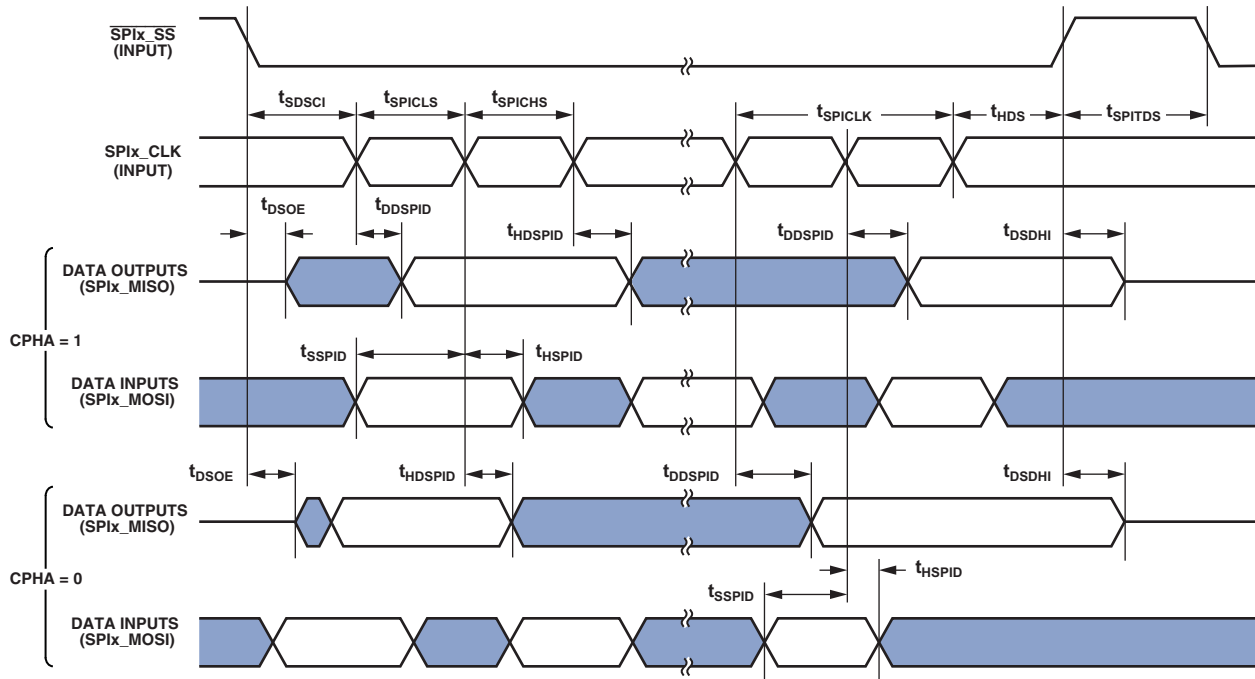 SPIx_SS
(INPUT)
tSDSCI
tSPICLS
tSPICHS
tSPICLK
tHDS
tSPITDS
SPIx_CLK
(INPUT)
tDSOE
tDDSPID
tHDSPID
tDDSPID
tDSDHI
DATA OUTPUTS
(SPIx_MISO)
CPHA = 1
tSSPID
tHSPID
DATA INPUTS
(SPIx_MOSI)
tDSOE
tHDSPID
tDDSPID
tDSDHI
DATA OUTPUTS
(SPIx_MISO)
CPHA = 0
tSSPID
tHSPID
DATA INPUTS
(SPIx_MOSI)